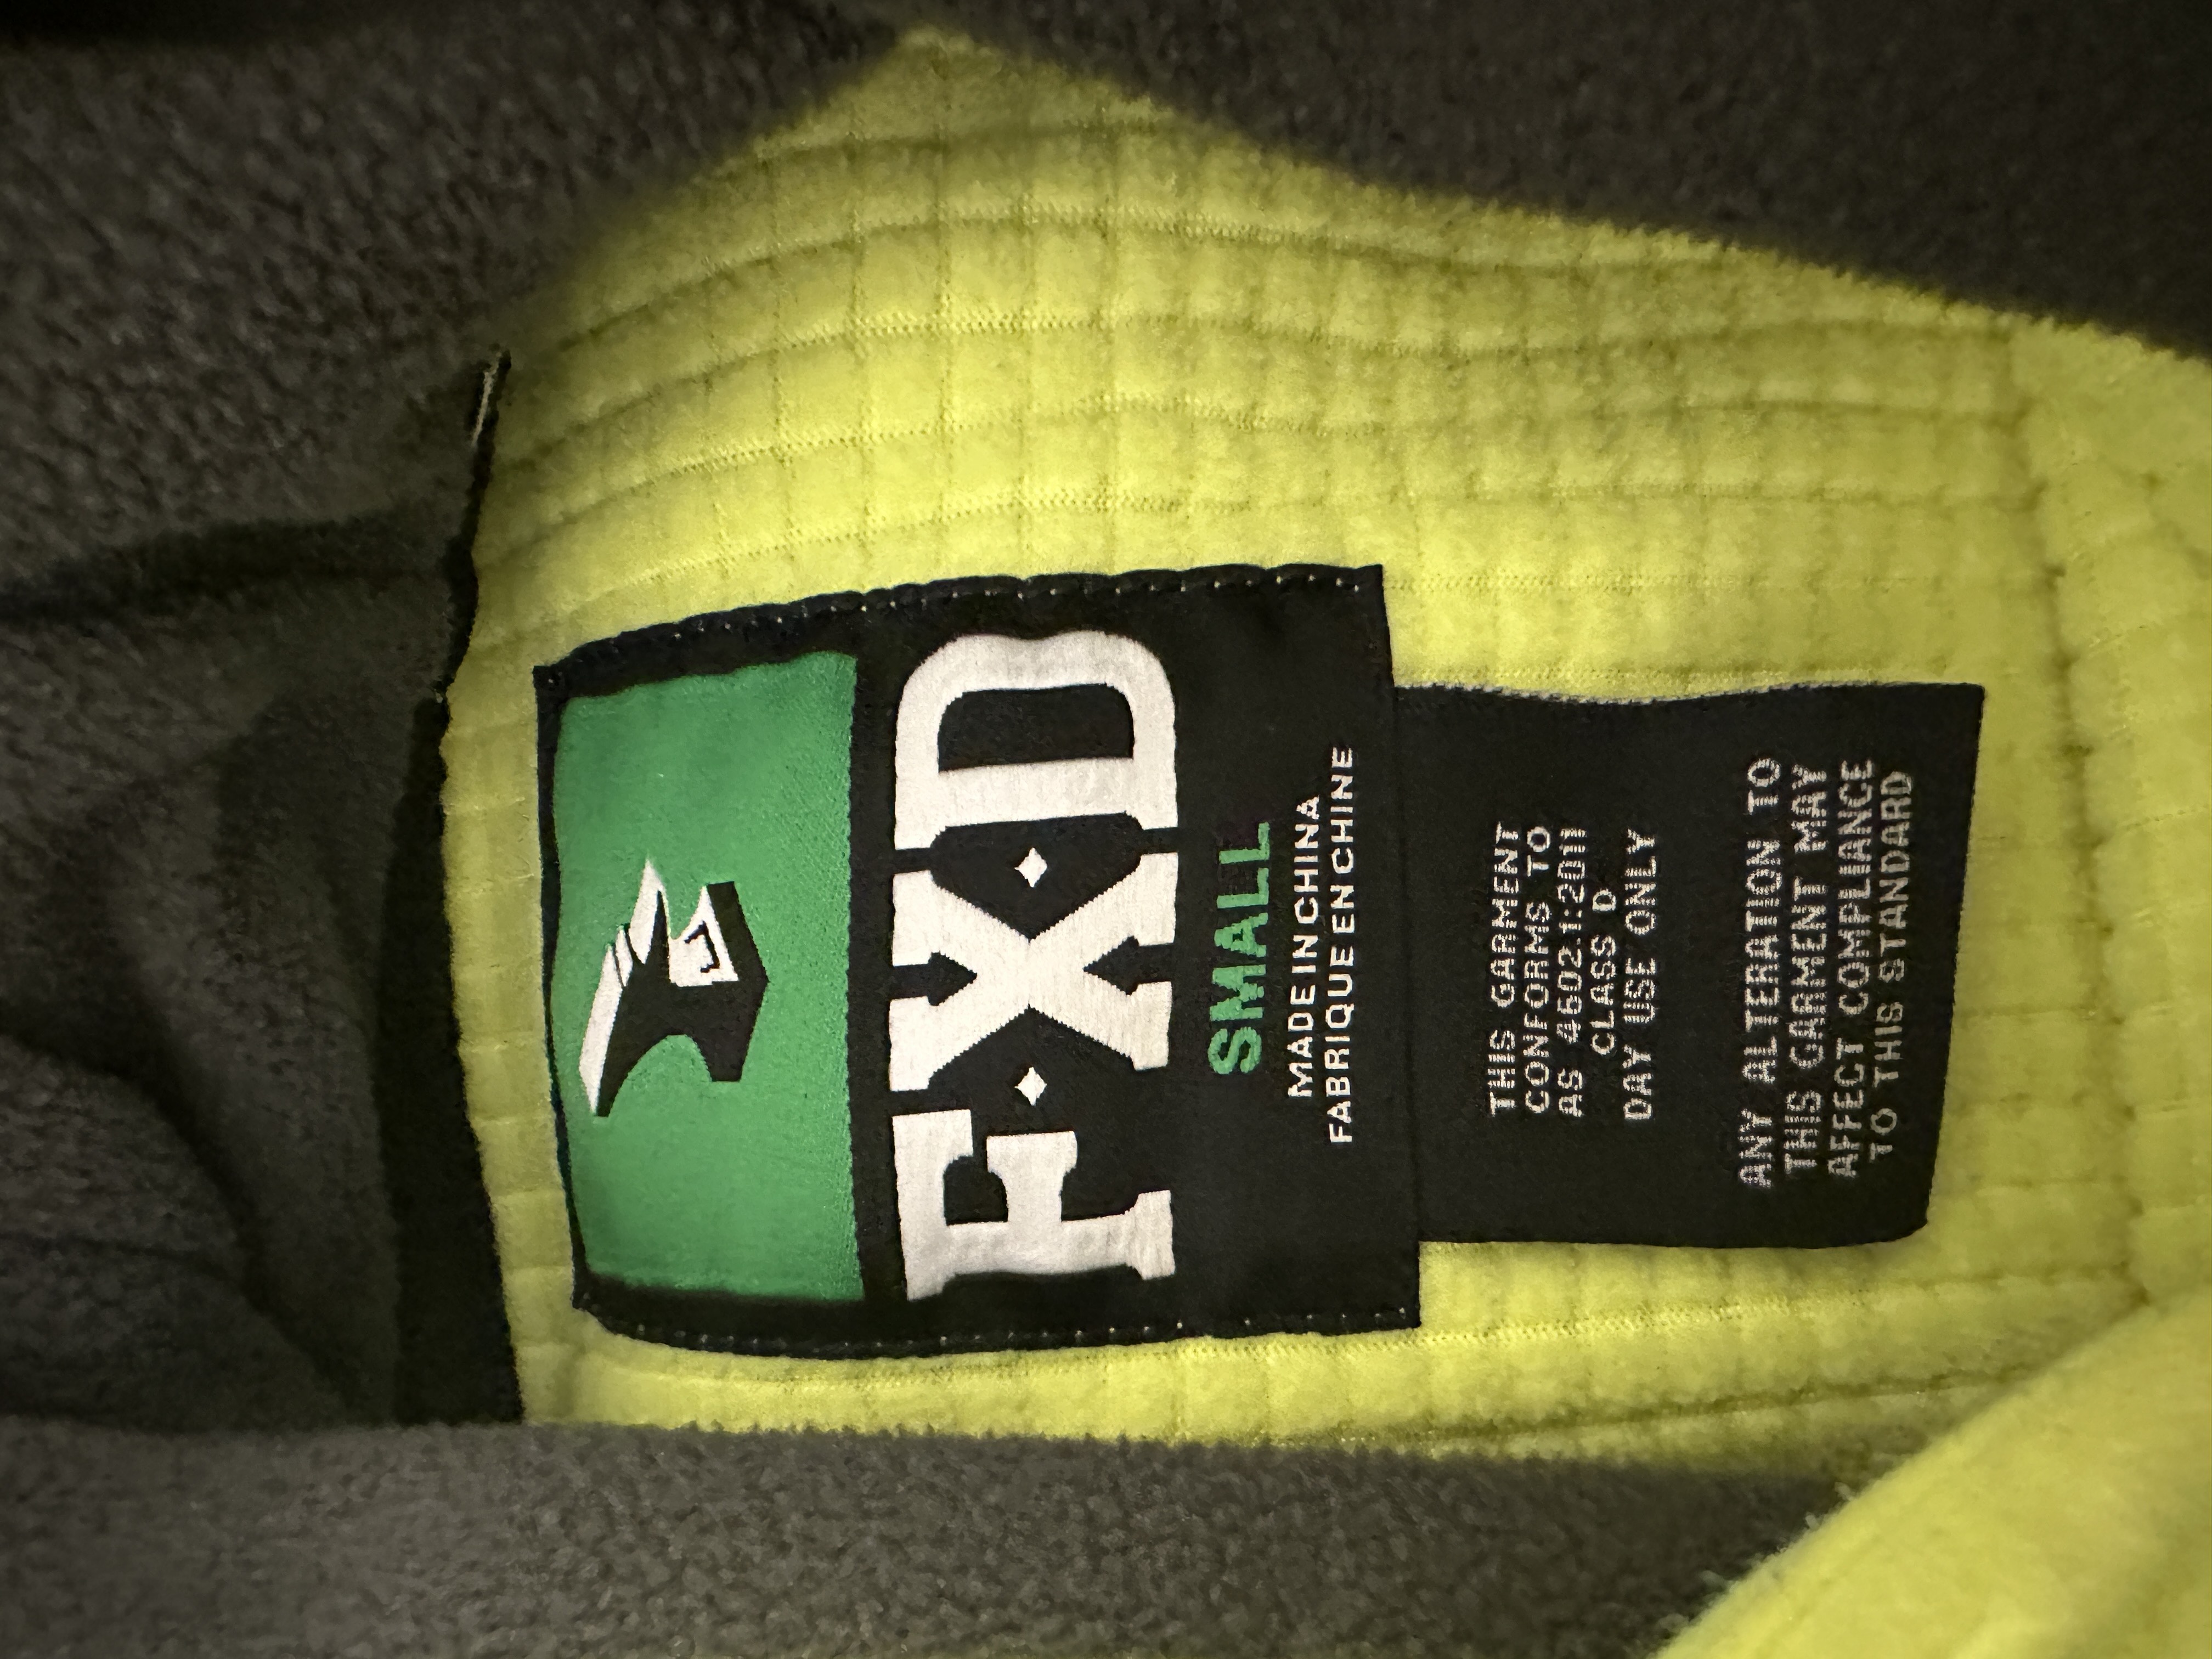 FXD
SMALL
MADE IN CHINA
FABRIQUE EN CHINE
THIS GARMENT
CONFORMS TO
AS 4602.1:2011
CLASS D
DAY USE ONLY
ANY ALTERATION TO
THIS GARMENT MAY
AFFECT COMPLIANCE
TO THIS STANDARD